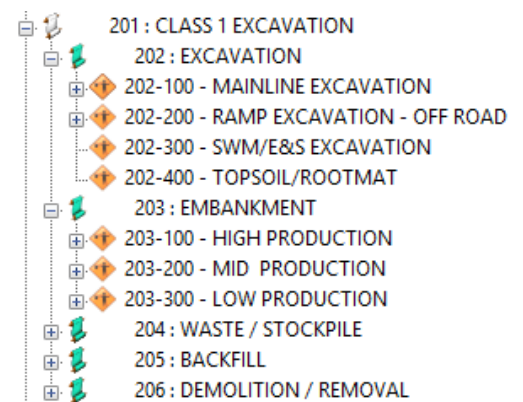 201 : CLASS 1 EXCAVATION
202 : EXCAVATION
202-100 - MAINLINE EXCAVATION
202-200 - RAMP EXCAVATION - OFF ROAD
202-300 - SWM/E&S EXCAVATION
202-400 - TOPSOIL/ROOTMAT
203 : EMBANKMENT
203-100 - HIGH PRODUCTION
203-200 - MID  PRODUCTION
203-300 - LOW PRODUCTION
204 : WASTE / STOCKPILE
205 : BACKFILL
206 : DEMOLITION / REMOVAL